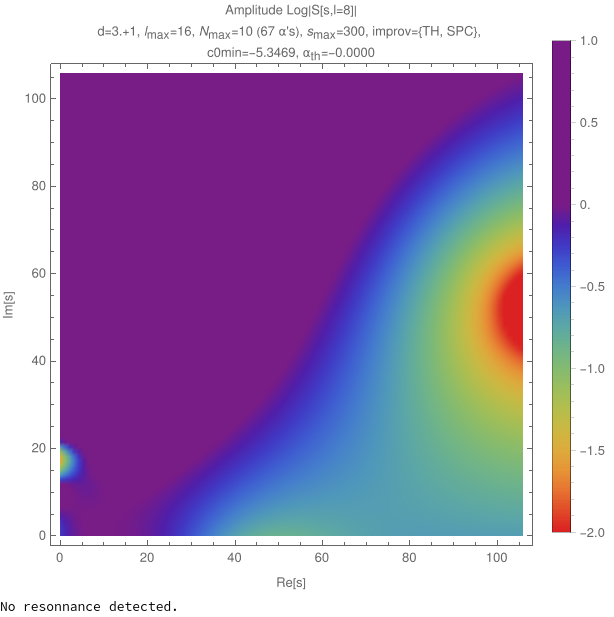 Amplitude Log|S[s,l=8]|
d=3.+1, lmax=16, Nmax=10 (67 α's), smax=300, improv={TH, SPC},
c0min=−5.3469, αth=−0.0000
100
80
60
40
20
0
Im[s]
0 20 40 60 80 100
Re[s]
1.0
0.5
0.
−0.5
−1.0
−1.5
−2.0
No resonnance detected.